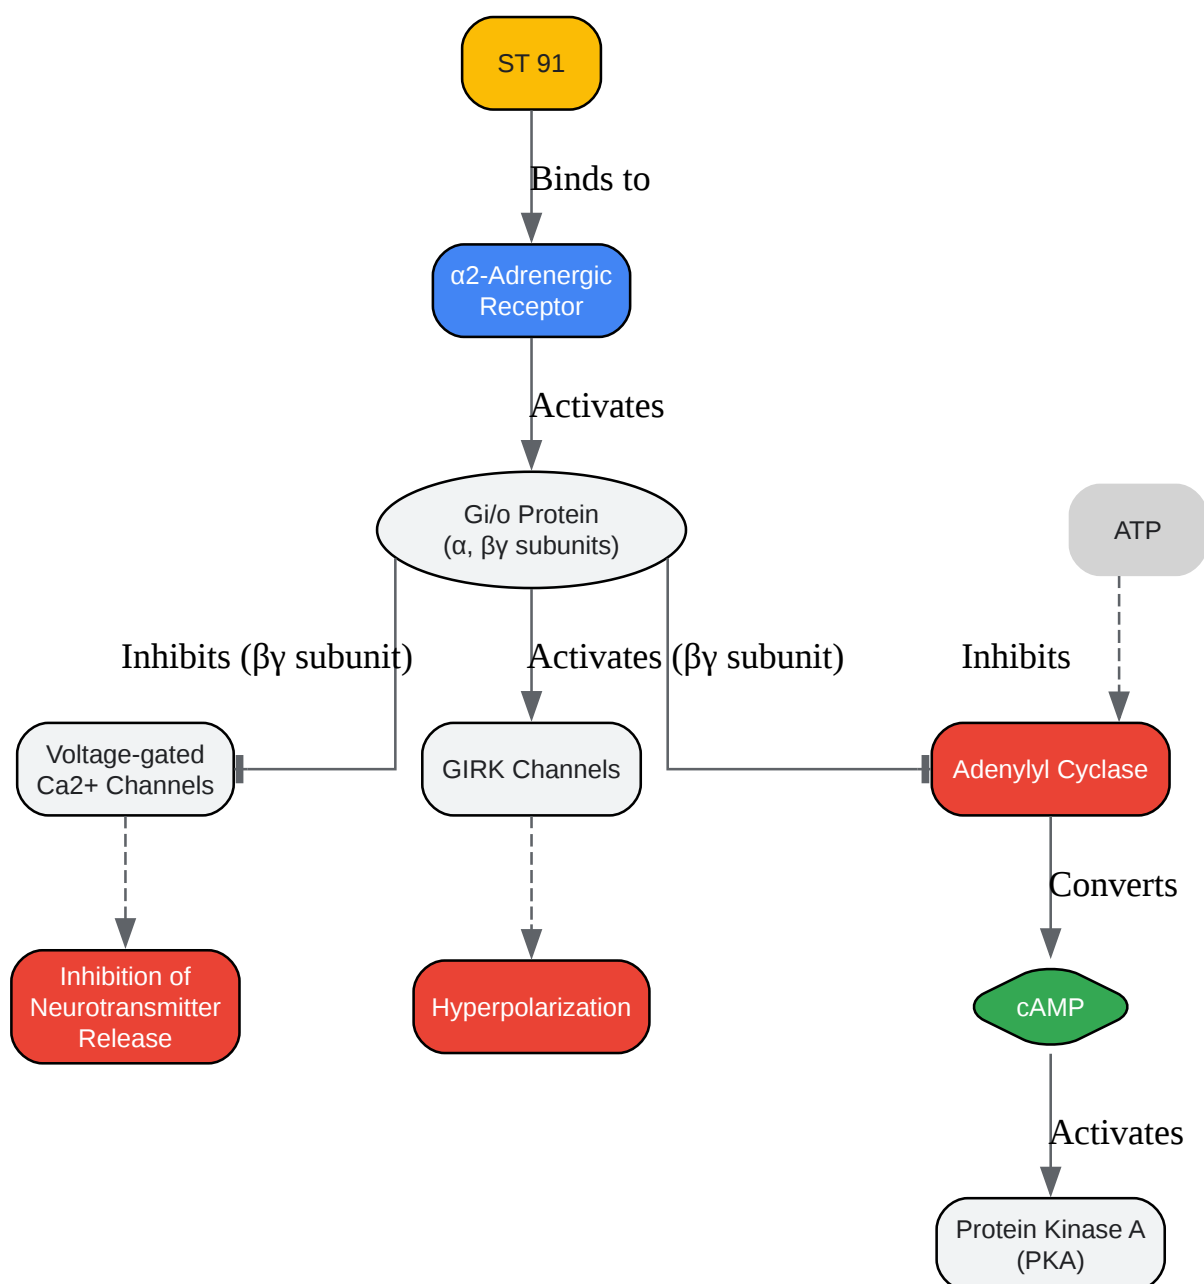 ST 91
Binds to
α2-Adrenergic
Receptor
Activates
Gi/o Protein
(α, βγ subunits)
ATP
Inhibits (βγ subunit)
Activates (βγ subunit)
Inhibits
Voltage-gated
Ca2+ Channels
GIRK Channels
Adenylyl Cyclase
Converts
Inhibition of
Neurotransmitter
Release
Hyperpolarization
cAMP
Activates
Protein Kinase A
(PKA)